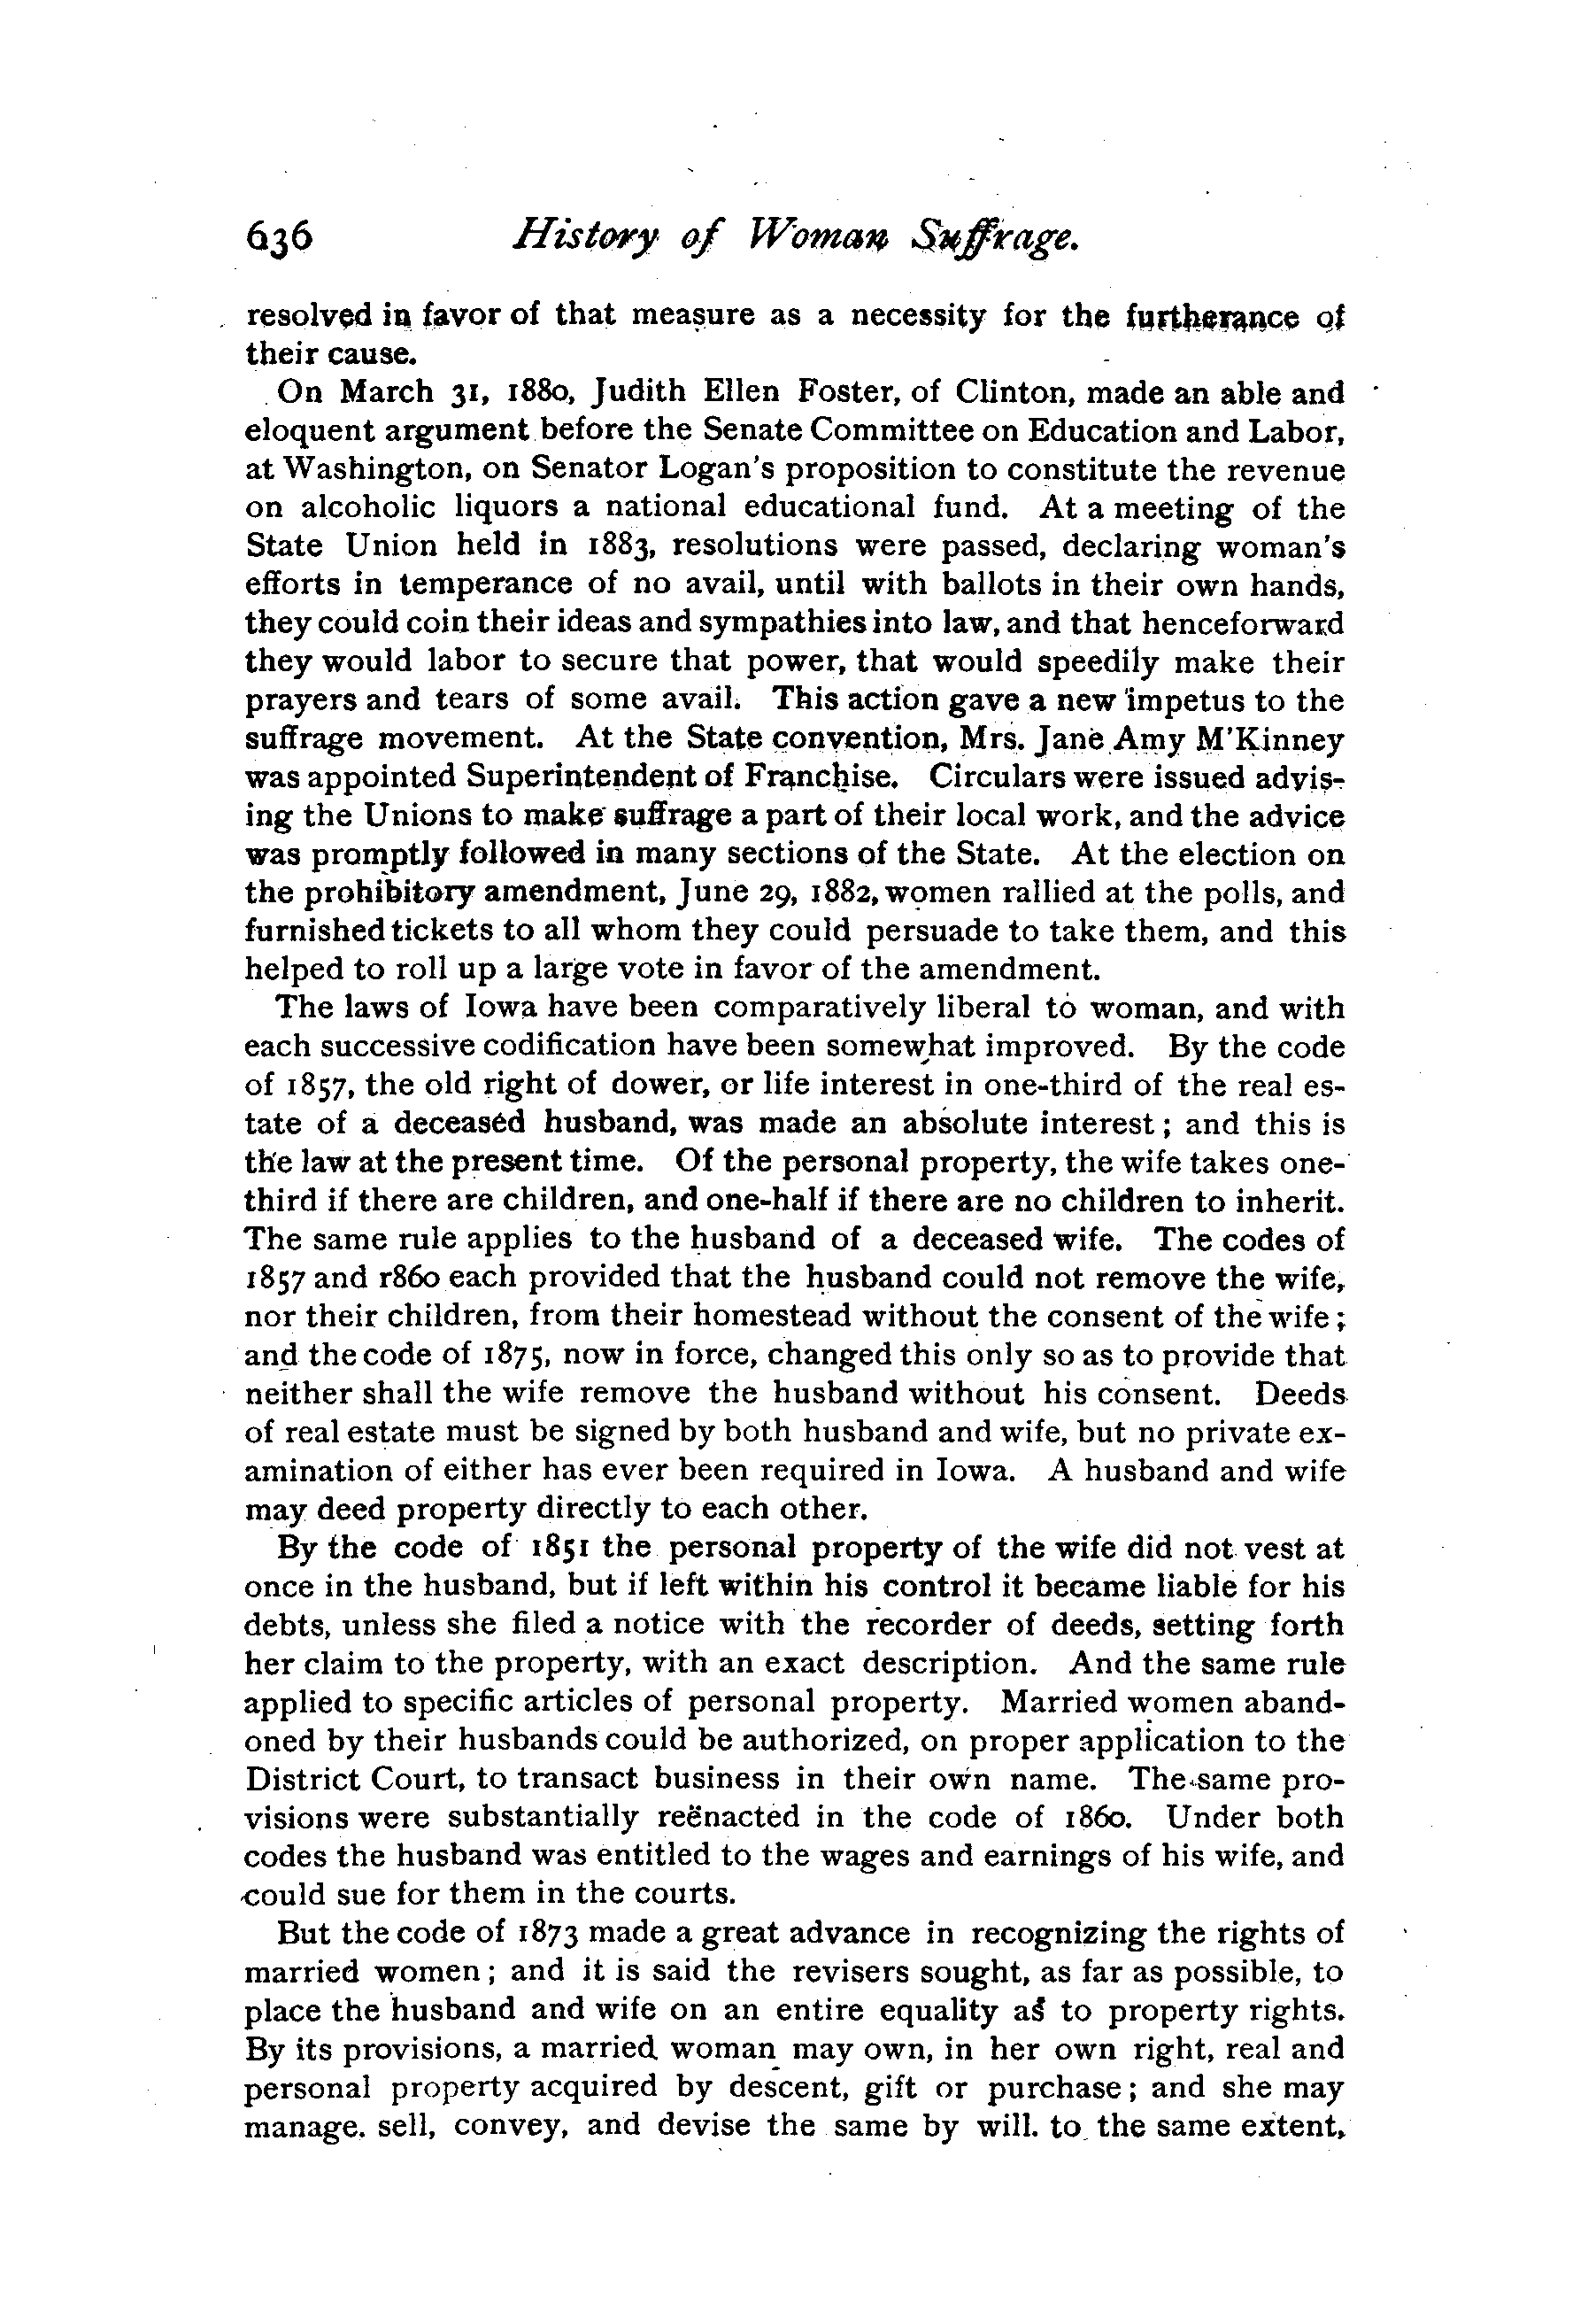 636 History of Woman Suffrage.
resolved in favor of that measure as a necessity for the furtherance of
their cause.
On March 31, 1880, Judith Ellen Foster, of Clinton, made an able and
eloquent argument before the Senate Committee on Education and Labor,
at Washington, on Senator Logan's proposition to constitute the revenue
on alcoholic liquors a national educational fund. At a meeting of the
State Union held in 1883, resolutions were passed, declaring woman's
efforts in temperance of no avail, until with ballots in their own hands,
they could coin their ideas and sympathies into law, and that henceforward
they would labor to secure that power, that would speedily make their
prayers and tears of some avail. This action gave a new impetus to the
suffrage movement. At the State convention, Mrs. Jane Amy M'Kinney
was appointed Superintendent of Franchise. Circulars were issued advis-
ing the Unions to make suffrage a part of their local work, and the advice
was promptly followed in many sections of the State. At the election on
the prohibitory amendment, June 29, 1882, women rallied at the polls, and
furnished tickets to all whom they could persuade to take them, and this
helped to roll up a large vote in favor of the amendment.
The laws of Iowa have been comparatively liberal to woman, and with
each successive codification have been somewhat improved. By the code
of 1857, the old right of dower, or life interest in one-third of the real es-
tate of a deceased husband, was made an absolute interest; and this is
the law at the present time. Of the personal property, the wife takes one-
third if there are children, and one-half if there are no children to inherit.
The same rule applies to the husband of a deceased wife. The codes of
1857 and r860 each provided that the husband could not remove the wife,
nor their children, from their homestead without the consent of the wife;
and the code of 1875, now in force, changed this only so as to provide that
neither shall the wife remove the husband without his consent. Deeds
of real estate must be signed by both husband and wife, but no private ex-
amination of either has ever been required in Iowa. A husband and wife
may deed property directly to each other.
By the code of 1851 the personal property of the wife did not vest at
once in the husband, but if left within his control it became liable for his
debts, unless she filed a notice with the recorder of deeds, setting forth
her claim to the property, with an exact description. And the same rule
applied to specific articles of personal property. Married women aband-
oned by their husbands could be authorized, on proper application to the
District Court, to transact business in their own name. The same pro-
visions were substantially reënacted in the code of 1860. Under both
codes the husband was entitled to the wages and earnings of his wife, and
could sue for them in the courts.
But the code of 1873 made a great advance in recognizing the rights of
married women; and it is said the revisers sought, as far as possible, to
place the husband and wife on an entire equality as to property rights.
By its provisions, a married woman may own, in her own right, real and
personal property acquired by descent, gift or purchase; and she may
manage. sell, convey, and devise the same by will. to the same extent,